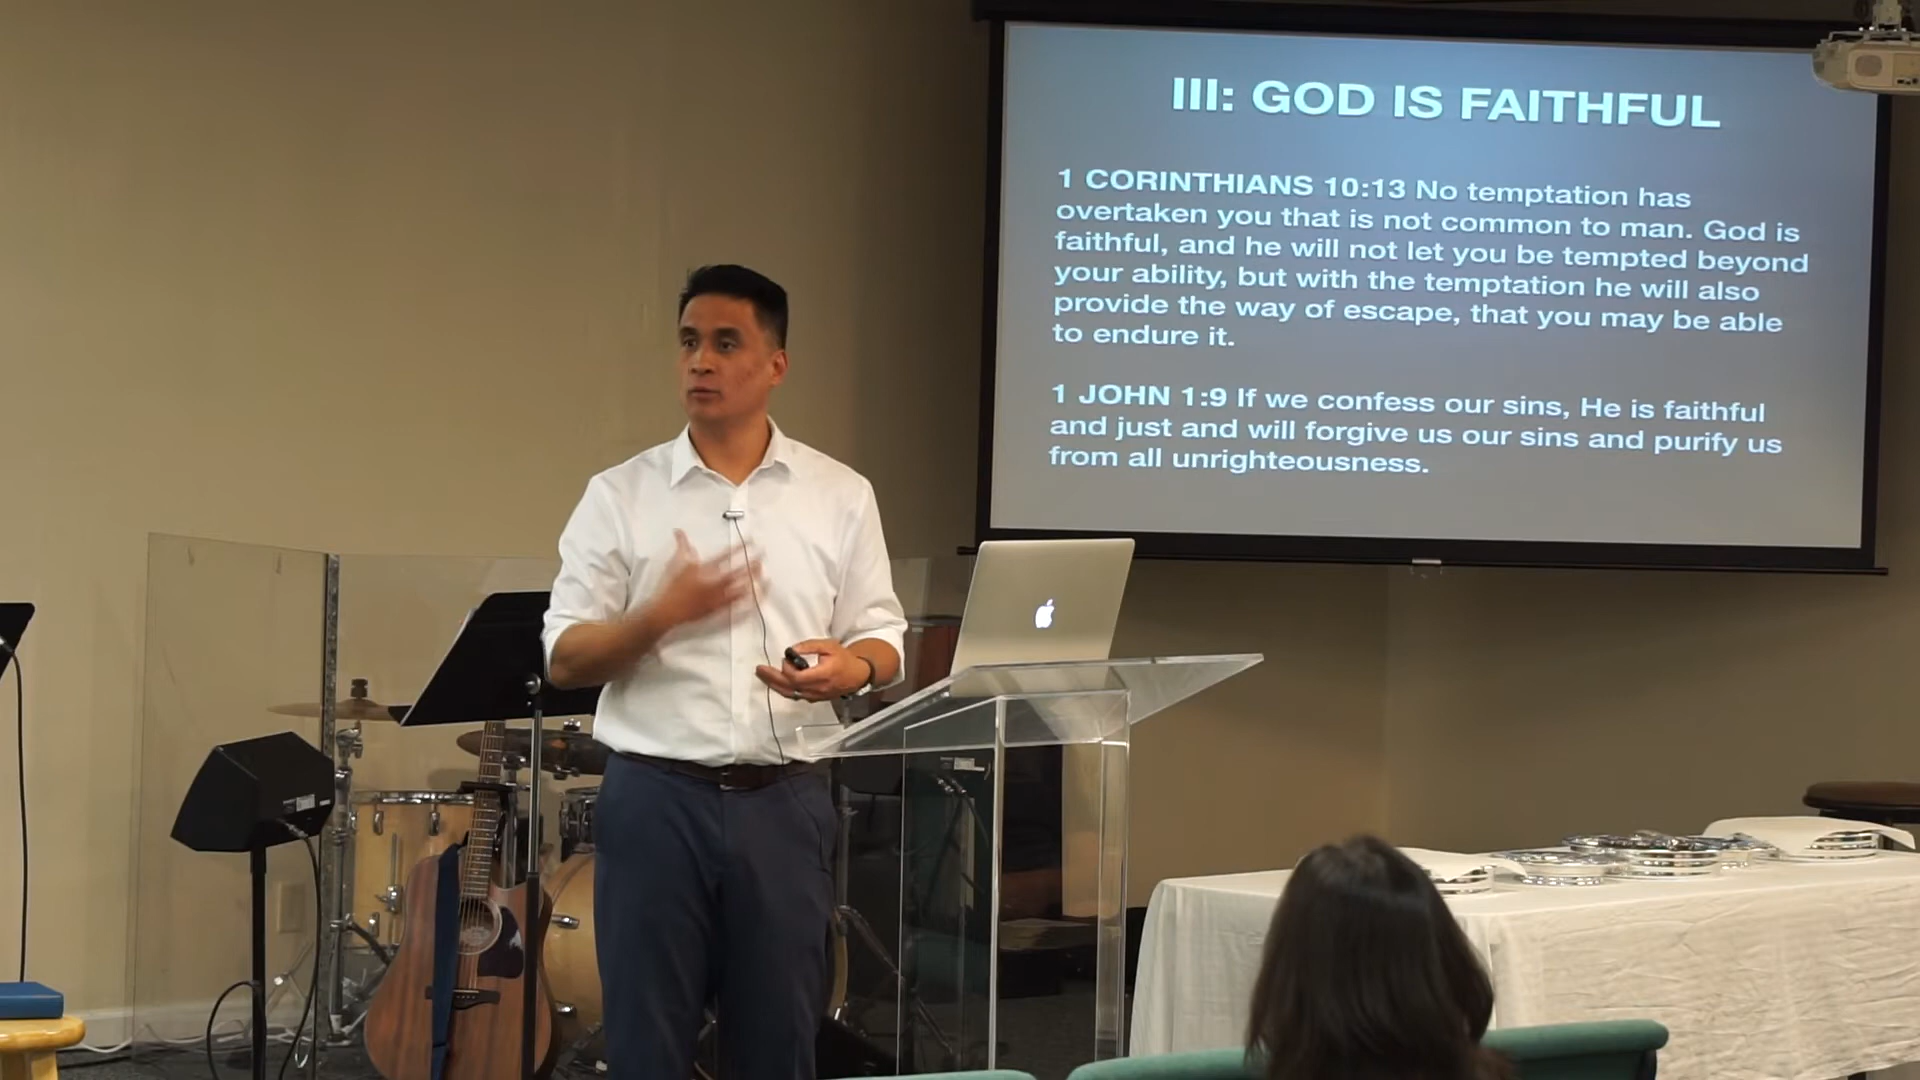 III: GOD IS FAITHFUL
1 CORINTHIANS 10:13 No temptation has
overtaken you that is not common to man. God is
faithful, and he will not let you be tempted beyond
your ability, but with the temptation he will also
provide the way of escape, that you may be able
to endure it.
1 JOHN 1:9 If we confess our sins, He is faithful
and just and will forgive us our sins and purify us
from all unrighteousness.